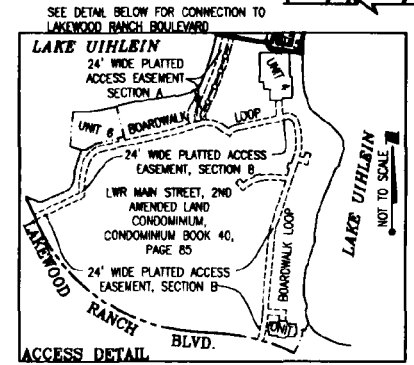 SEE DETAIL BELOW FOR CONNECTION TO
LAKEWOOD RANCH BOULEVARD
LAKE UIHLEIN
24' WIDE PLATTED
ACCESS EASEMENT
SECTION A
UNIT 4
UNIT 6
BOARDWALK
LOOP
24' WIDE PLATTED ACCESS
EASEMENT, SECTION B
LWR MAIN STREET, 2ND
AMENDED LAND
CONDOMINIUM,
CONDOMINIUM BOOK 40,
PAGE 85
24' WIDE PLATTED ACCESS
EASEMENT, SECTION B
BOARDWALK LOOP
LAKE UIHLEIN
NOT TO SCALE
LAKEWOOD
RANCH
BLVD.
UNIT
ACCESS DETAIL